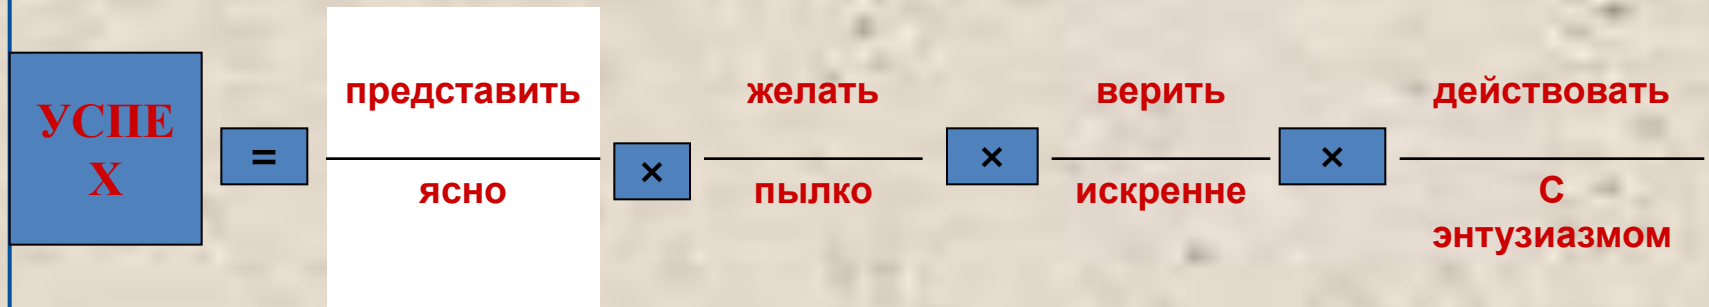 УСПЕ
Х
=
представить
ясно
×
желать
пылко
×
верить
искренне
×
действовать
С
энтузиазмом